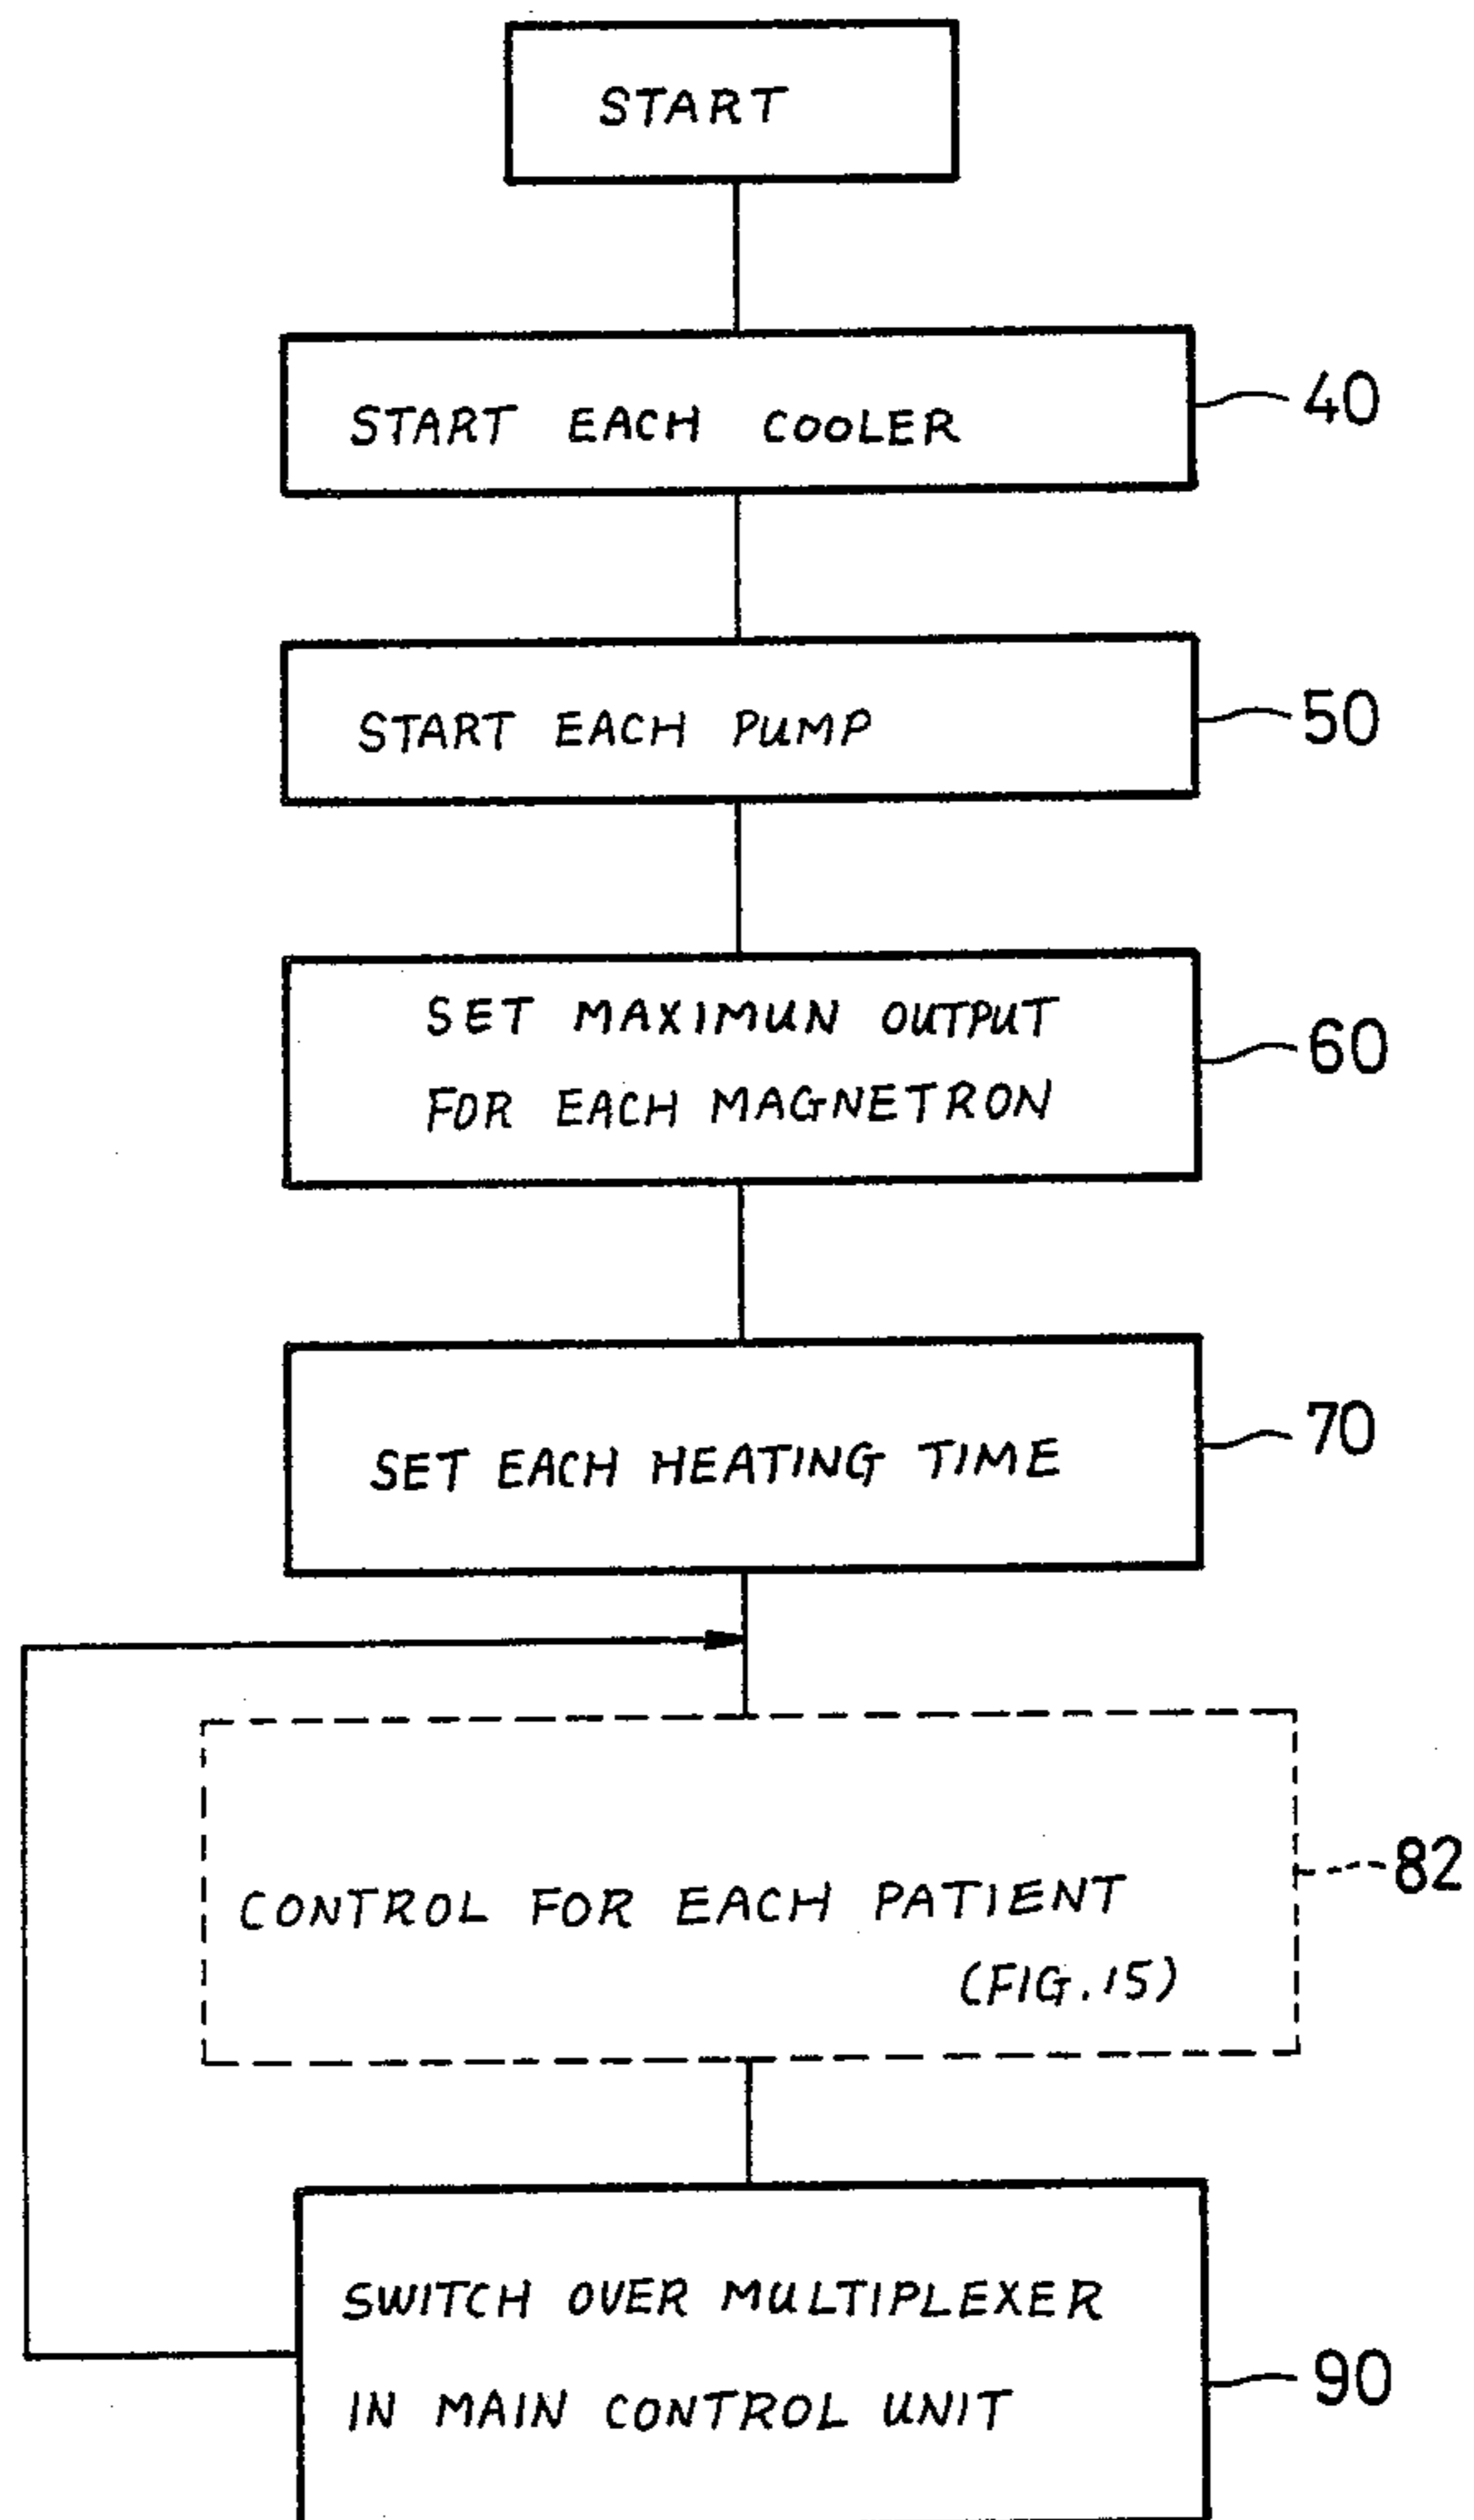 START
START EACH COOLER
40
START EACH PUMP
50
SET MAXIMUN OUTPUT
FOR EACH MAGNETRON
60
SET EACH HEATING TIME
70
CONTROL FOR EACH PATIENT
(FIG. 15)
82
SWITCH OVER MULTIPLEXER
IN MAIN CONTROL UNIT
90